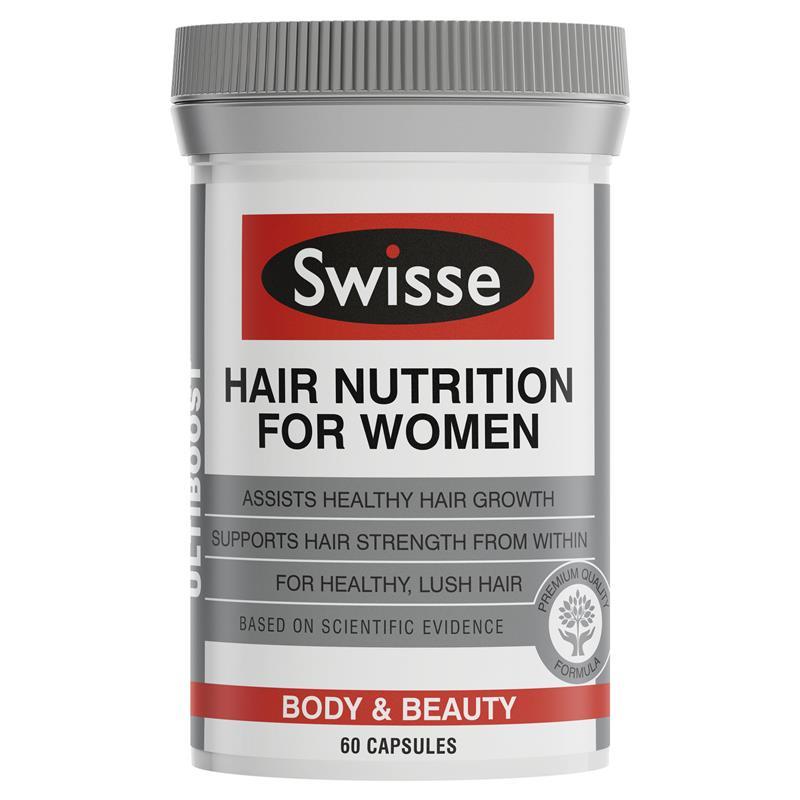 Swisse
HAIR NUTRITION
FOR WOMEN
ULTIBOOST
ASSISTS HEALTHY HAIR GROWTH
SUPPORTS HAIR STRENGTH FROM WITHIN
FOR HEALTHY, LUSH HAIR
BASED ON SCIENTIFIC EVIDENCE
PREMIUM QUALITY
FORMULA
BODY & BEAUTY
60 CAPSULES